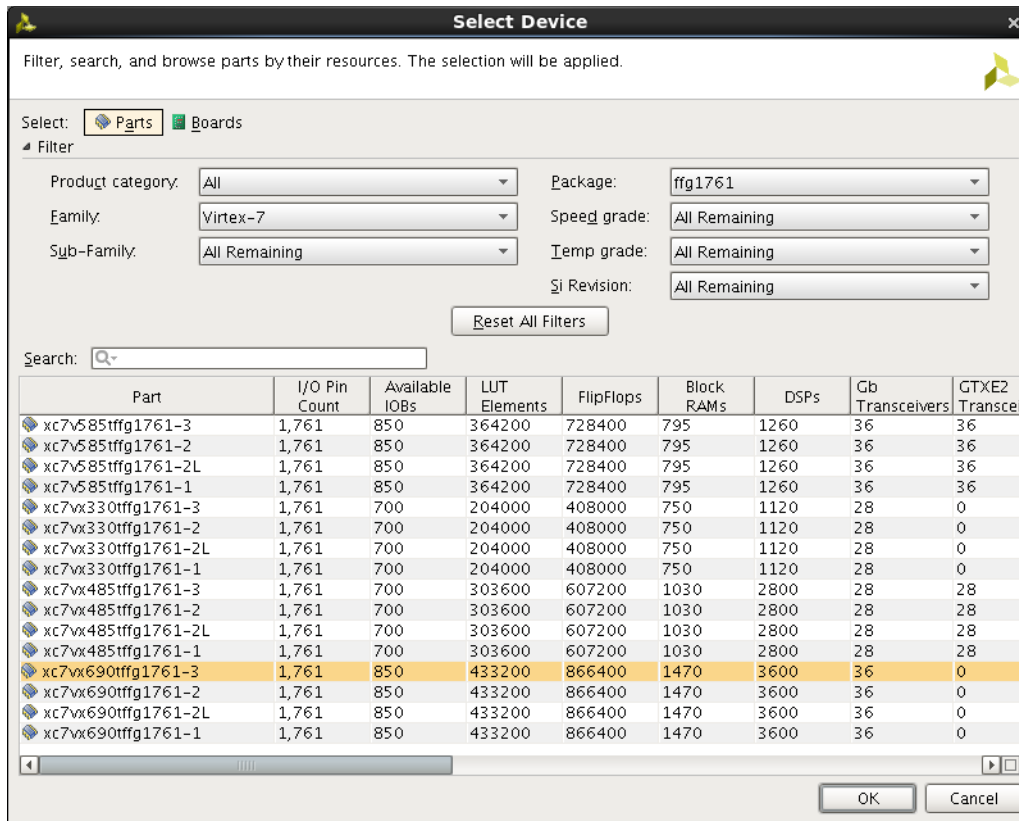 Select Device
Filter, search, and browse parts by their resources. The selection will be applied.
Select: Parts Boards
Filter
Product category: All Package: ffg1761
Family: Virtex-7 Speed grade: All Remaining
Sub-Family: All Remaining Temp grade: All Remaining
Si Revision: All Remaining
Reset All Filters
Search:
Part I/O Pin Count Available IOBs LUT Elements FlipFlops Block RAMs DSPs Gb Transceivers GTXE2 Transcei
xc7v585tffg1761-3 1,761 850 364200 728400 795 1260 36 36
xc7v585tffg1761-2 1,761 850 364200 728400 795 1260 36 36
xc7v585tffg1761-2L 1,761 850 364200 728400 795 1260 36 36
xc7v585tffg1761-1 1,761 850 364200 728400 795 1260 36 36
xc7vx330tffg1761-3 1,761 700 204000 408000 750 1120 28 0
xc7vx330tffg1761-2 1,761 700 204000 408000 750 1120 28 0
xc7vx330tffg1761-2L 1,761 700 204000 408000 750 1120 28 0
xc7vx330tffg1761-1 1,761 700 204000 408000 750 1120 28 0
xc7vx485tffg1761-3 1,761 700 303600 607200 1030 2800 28 28
xc7vx485tffg1761-2 1,761 700 303600 607200 1030 2800 28 28
xc7vx485tffg1761-2L 1,761 700 303600 607200 1030 2800 28 28
xc7vx485tffg1761-1 1,761 700 303600 607200 1030 2800 28 28
xc7vx690tffg1761-3 1,761 850 433200 866400 1470 3600 36 0
xc7vx690tffg1761-2 1,761 850 433200 866400 1470 3600 36 0
xc7vx690tffg1761-2L 1,761 850 433200 866400 1470 3600 36 0
xc7vx690tffg1761-1 1,761 850 433200 866400 1470 3600 36 0
OK Cancel